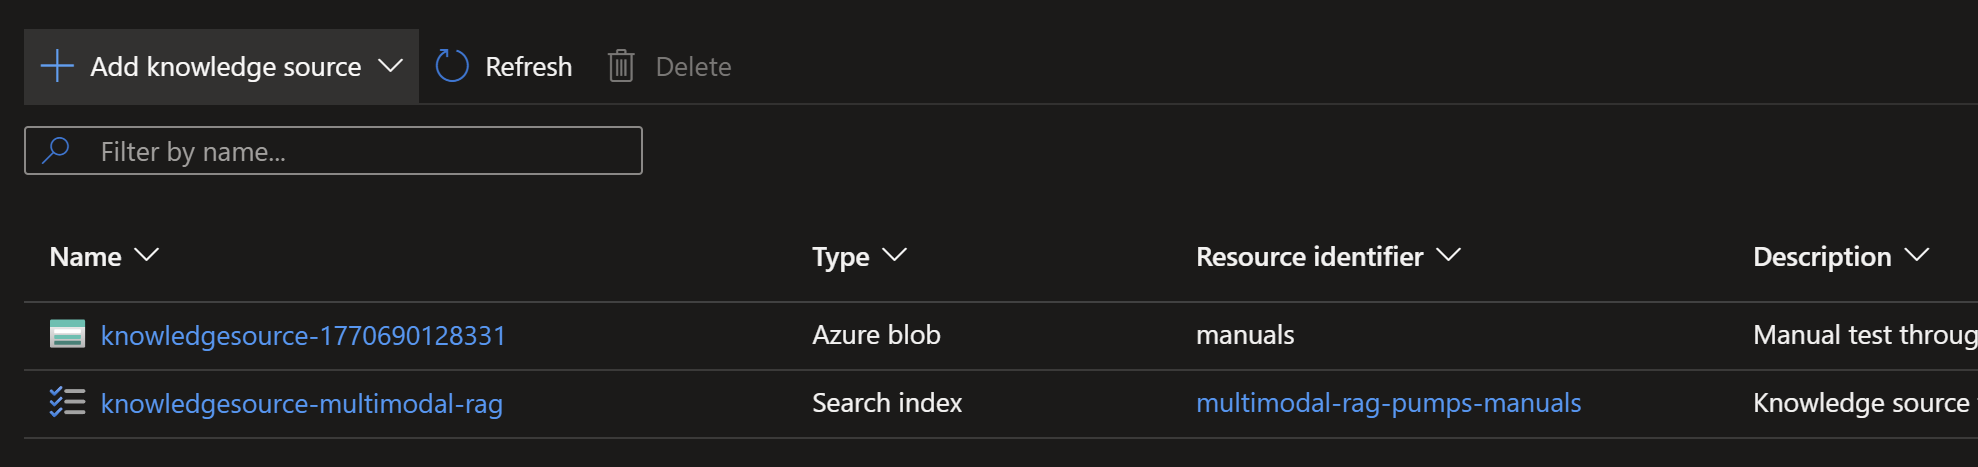 Add knowledge source Refresh Delete
Filter by name...
Name Type Resource identifier Description
knowledgesource-1770690128331 Azure blob manuals Manual test throug
knowledgesource-multimodal-rag Search index multimodal-rag-pumps-manuals Knowledge source